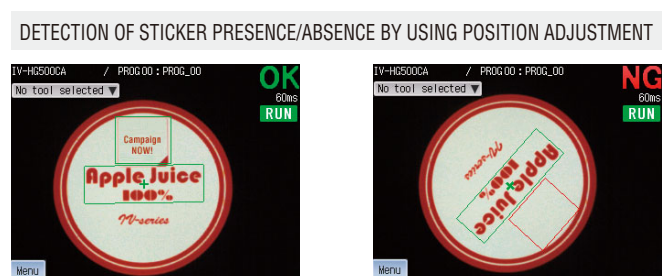 DETECTION OF STICKER PRESENCE/ABSENCE BY USING POSITION ADJUSTMENT
IV-HG500CA / PROG00 : PROG_00
OK
No tool selected ▼
60ms
RUN
Campaign
NOW!
Apple Juice
100%
IV-series
Menu
IV-HG500CA / PROG00 : PROG_00
NG
No tool selected ▼
60ms
RUN
IV-series
100%
Apple Juice
Menu